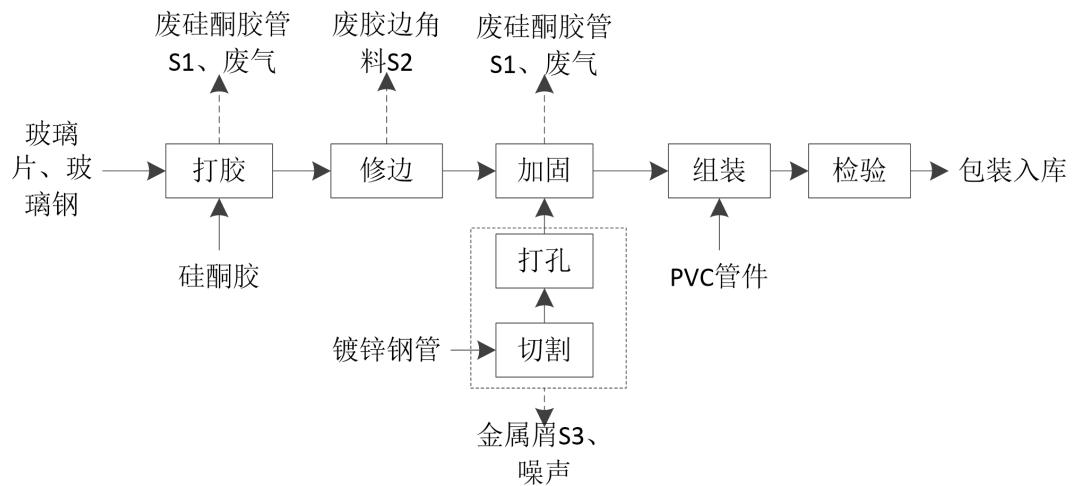 废硅酮胶管
S1、废气
废胶边角
料S2
废硅酮胶管
S1、废气
玻璃
片、玻
璃钢
打胶
修边
加固
组装
检验
包装入库
硅酮胶
打孔
PVC管件
镀锌钢管
切割
金属屑S3、
噪声